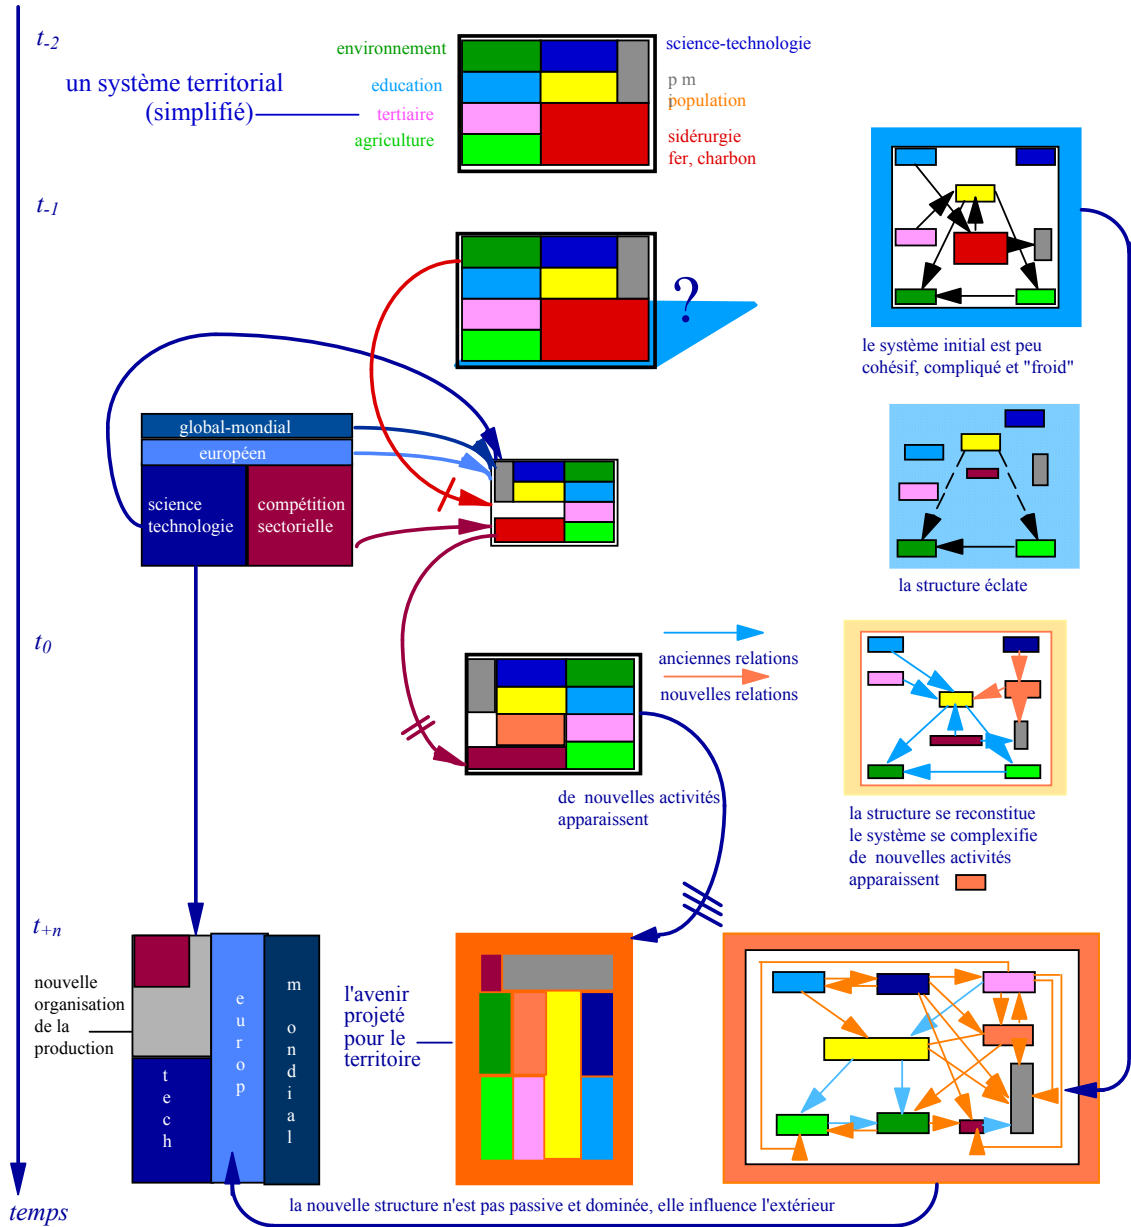 t-2
environnement
science-technologie
un système territorial
(simplifié)
education
p m
population
tertiaire
agriculture
sidérurgie
fer, charbon
t-1
?
le système initial est peu
cohésif, compliqué et "froid"
global-mondial
européen
science
technologie
compétition
sectorielle
la structure éclate
t0
anciennes relations
nouvelles relations
de nouvelles activités
apparaissent
la structure se reconstitue
le système se complexifie
de nouvelles activités
apparaissent
t+n
nouvelle
organisation
de la
production
tech
europ
m ondial
l'avenir
projeté
pour le
territoire
la nouvelle structure n'est pas passive et dominée, elle influence l'extérieur
temps